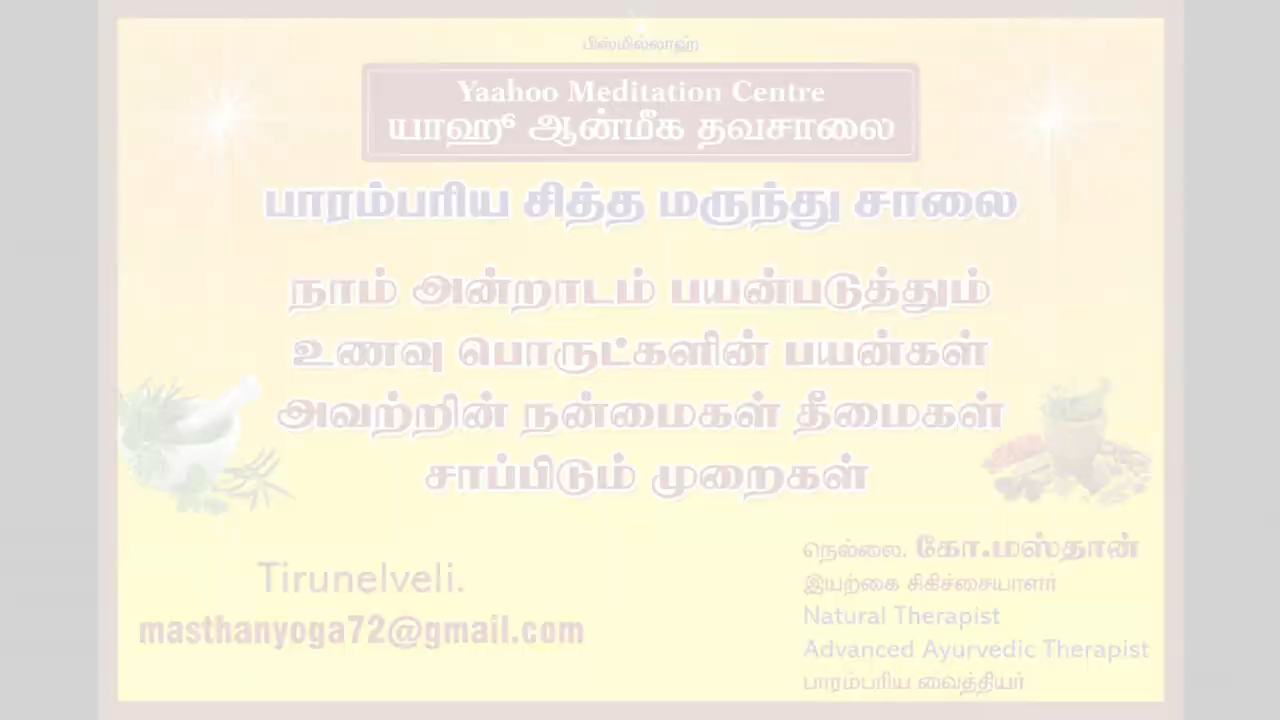 பிஸ்மில்லாஹ்
Yaahoo Meditation Centre
யாஹூ ஆன்மீக தவசாலை
பாரம்பரிய சித்த மருந்து சாலை
நாம் அன்றாடம் பயன்படுத்தும்
உணவு பொருட்களின் பயன்கள்
அவற்றின் நன்மைகள் தீமைகள்
சாப்பிடும் முறைகள்
Tirunelveli.
masthanyoga72@gmail.com
நெல்லை. கோ.மஸ்தான்
இயற்கை சிகிச்சையாளர்
Natural Therapist
Advanced Ayurvedic Therapist
பாரம்பரிய வைத்தியர்